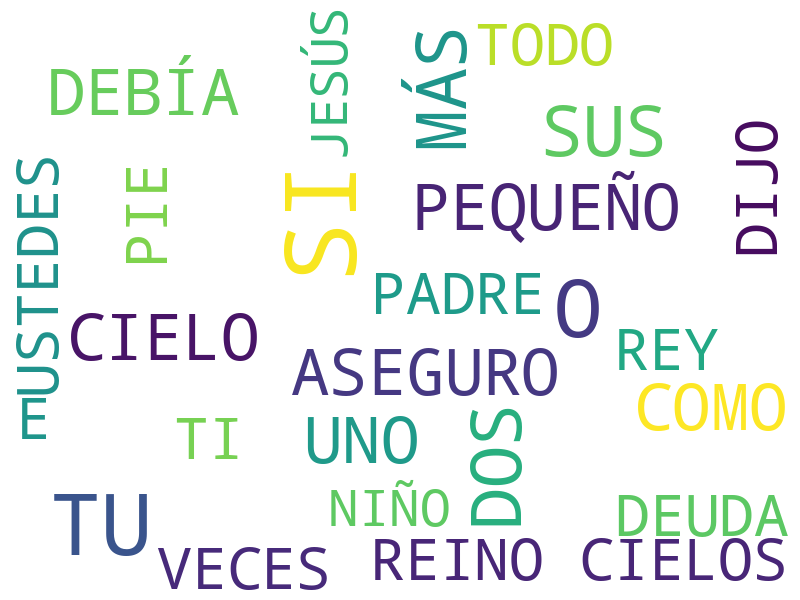 TODO
JESÚS
MÁS
DEBÍA
SUS
DIJO
USTEDES
PIE
SI
PEQUEÑO
PADRE
O
CIELO
REY
ASEGURO
COMO
E
TI
UNO
DOS
TU
NIÑO
DEUDA
VECES
REINO
CIELOS